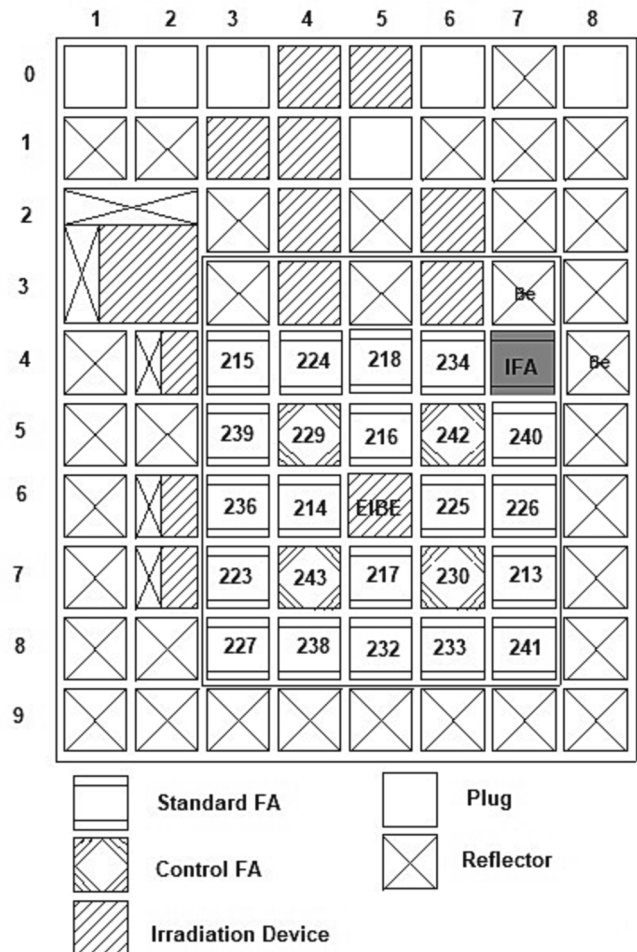 1 2 3 4 5 6 7 8
0
1
2
3 Be
4 215 224 218 234 IFA Be
5 239 229 216 242 240
6 236 214 EIBE 225 226
7 223 243 217 230 213
8 227 238 232 233 241
9
Standard FA Plug
Control FA Reflector
Irradiation Device